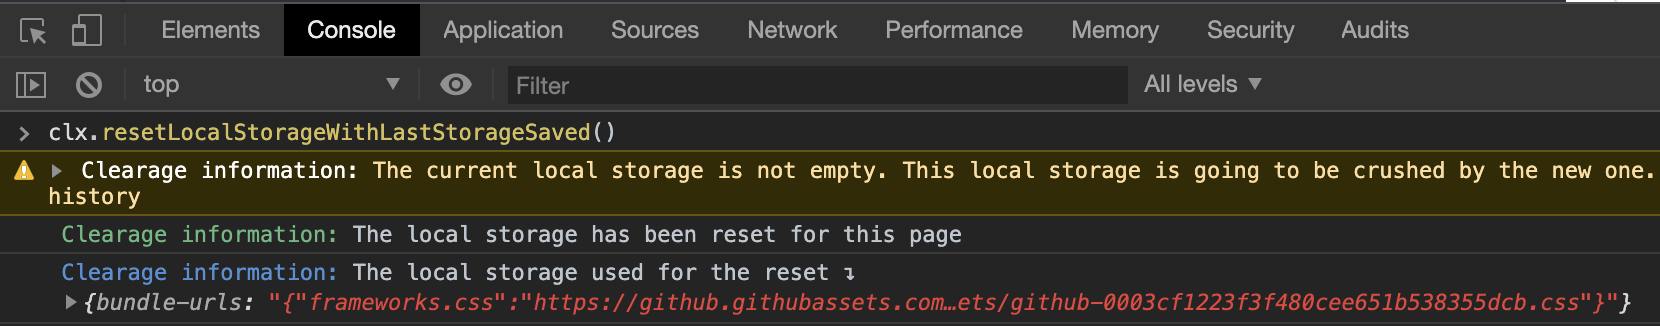 Elements Console Application Sources Network Performance Memory Security Audits
top Filter All levels
clx.resetLocalStorageWithLastStorageSaved()
Clearage information: The current local storage is not empty. This local storage is going to be crushed by the new one.
history
Clearage information: The local storage has been reset for this page
Clearage information: The local storage used for the reset ↴
{bundle-urls: "{"frameworks.css":"https://github.githubassets.com…ets/github-0003cf1223f3f480cee651b538355dcb.css"}"}